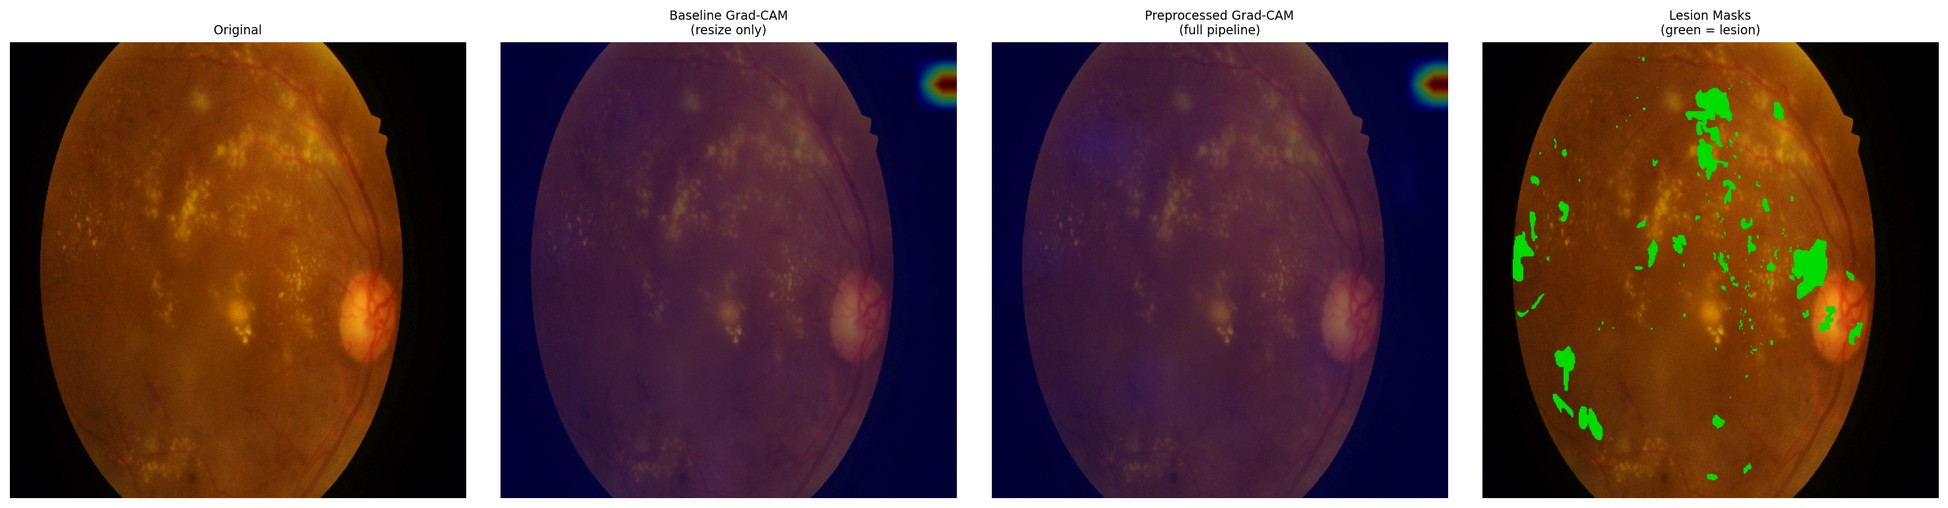 Original
Baseline Grad-CAM
(resize only)
Preprocessed Grad-CAM
(full pipeline)
Lesion Masks
(green = lesion)